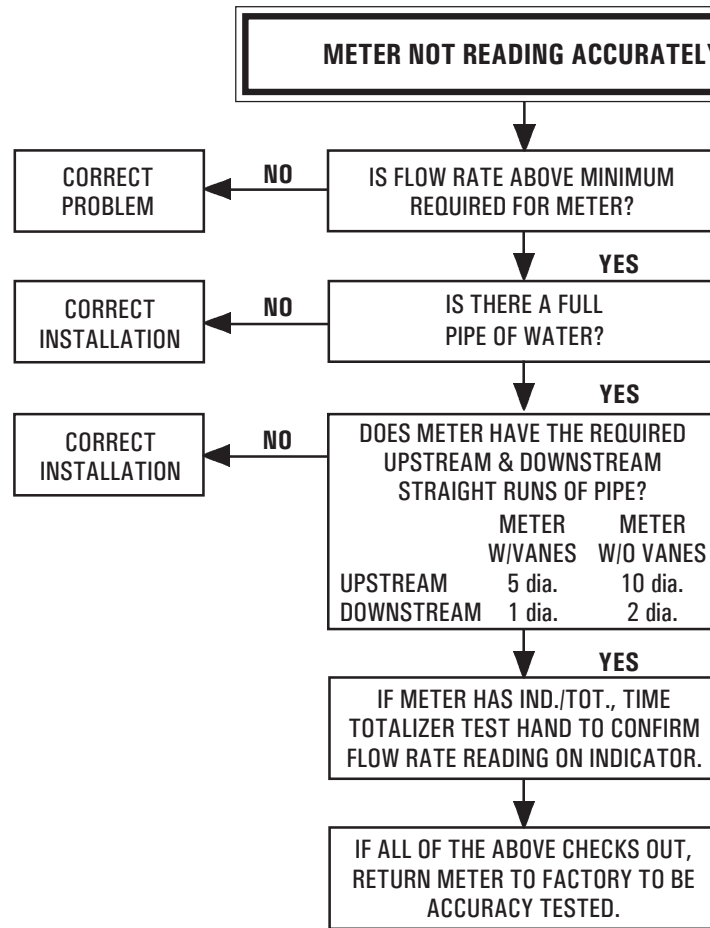 METER NOT READING ACCURATELY
IS FLOW RATE ABOVE MINIMUM
REQUIRED FOR METER?
NO
CORRECT
PROBLEM
YES
IS THERE A FULL
PIPE OF WATER?
NO
CORRECT
INSTALLATION
YES
DOES METER HAVE THE REQUIRED
UPSTREAM & DOWNSTREAM
STRAIGHT RUNS OF PIPE?
METER METER
W/VANES W/O VANES
UPSTREAM 5 dia. 10 dia.
DOWNSTREAM 1 dia. 2 dia.
NO
CORRECT
INSTALLATION
YES
IF METER HAS IND./TOT., TIME
TOTALIZER TEST HAND TO CONFIRM
FLOW RATE READING ON INDICATOR.
IF ALL OF THE ABOVE CHECKS OUT,
RETURN METER TO FACTORY TO BE
ACCURACY TESTED.